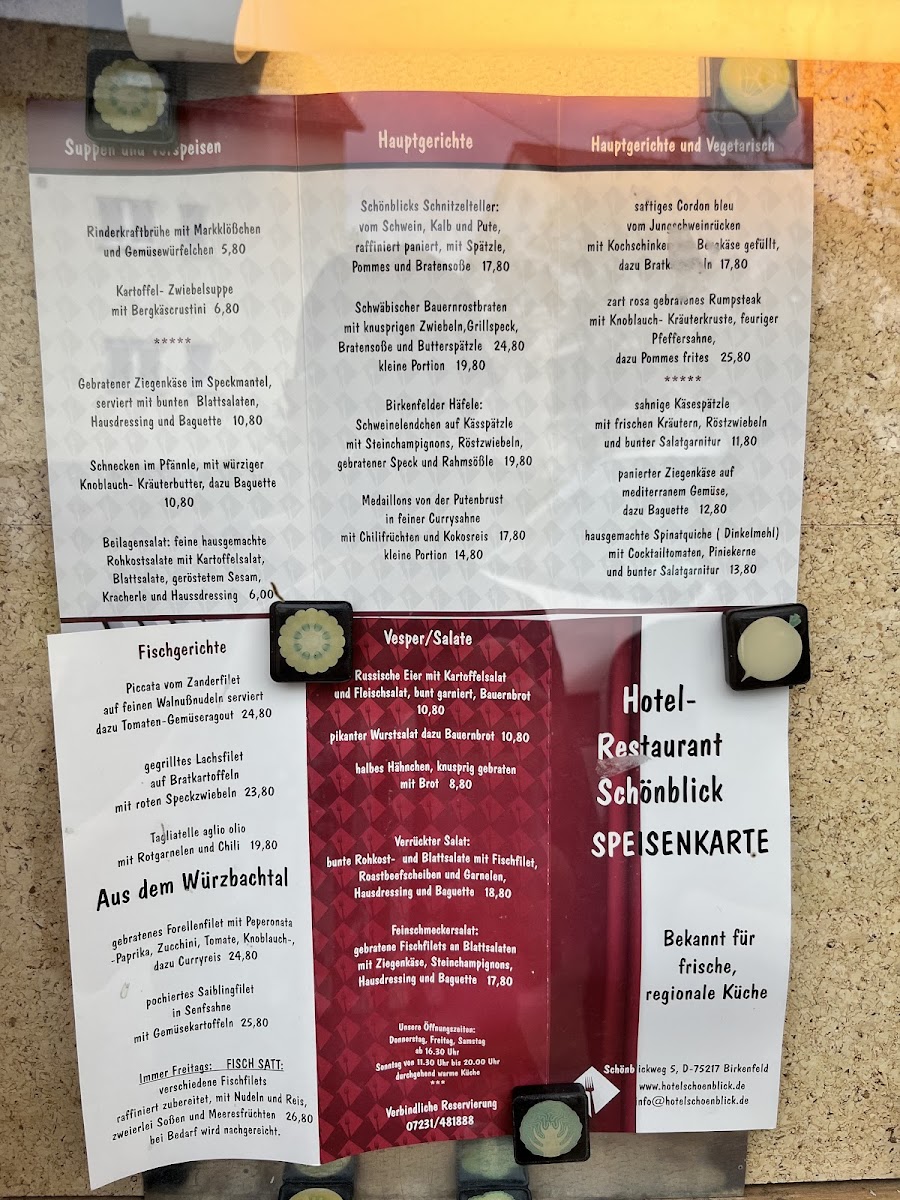 Suppen und Vorspeisen
Rinderkraftbrühe mit Markklößchen
und Gemüsewürfelchen 5,80
Kartoffel- Zwiebelsuppe
mit Bergkäscrustini 6,80
*****
Gebratener Ziegenkäse im Speckmantel,
serviert mit bunten Blattsalaten,
Hausdressing und Baguette 10,80
Schnecken im Pfännle, mit würziger
Knoblauch- Kräuterbutter, dazu Baguette
10,80
Beilagensalat: feine hausgemachte
Rohkostsalate mit Kartoffelsalat,
Blattsalate, geröstetem Sesam,
Kracherle und Haussdressing 6,00
Hauptgerichte
Schönblicks Schnitzelteller:
vom Schwein, Kalb und Pute,
raffiniert paniert, mit Spätzle,
Pommes und Bratensoße 17,80
Schwäbischer Bauernrostbraten
mit knusprigen Zwiebeln,Grillspeck,
Bratensoße und Butterspätzle 24,80
kleine Portion 19,80
Birkenfelder Häfele:
Schweinelendchen auf Kässpätzle
mit Steinchampignons, Röstzwiebeln,
gebratener Speck und Rahmsößle 19,80
Medaillons von der Putenbrust
in feiner Currysahne
mit Chilifrüchten und Kokosreis 17,80
kleine Portion 14,80
Hauptgerichte und Vegetarisch
saftiges Cordon bleu
vom Jungschweinrücken
mit Kochschinken Bergkäse gefüllt,
dazu 17,80
zart rosa gebratenes Rumpsteak
mit Knoblauch- Kräuterkruste, feuriger
Pfeffersahne,
dazu Pommes frites 25,80
*****
sahnige Käsespätzle
mit frischen Kräutern, Röstzwiebeln
und bunter Salatgarnitur 11,80
panierter Ziegenkäse auf
mediterranem Gemüse,
dazu Baguette 12,80
hausgemachte Spinatquiche ( Dinkelmehl)
mit Cocktailtomaten, Piniekerne
und bunter Salatgarnitur 13,80
Fischgerichte
Piccata vom Zanderfilet
auf feinen Walnußnudeln serviert
dazu Tomaten-Gemüseragout 24,80
gegrilltes Lachsfilet
auf Bratkartoffeln
mit roten Speckzwiebeln 23,80
Tagliatelle aglio olio
mit Rotgarnelen und Chili 19,80
Aus dem Würzbachtal
gebratenes Forellenfilet mit Peperonata
-Paprika, Zucchini, Tomate, Knoblauch-,
dazu Curryreis 24,80
pochiertes Saiblingfilet
in Senfsahne
mit Gemüsekartoffeln 25,80
Immer Freitags: FISCH SATT:
verschiedene Fischfilets
raffiniert zubereitet, mit Nudeln und Reis,
zweierlei Soßen und Meeresfrüchten 26,80
bei Bedarf wird nachgereicht.
Vesper/Salate
Russische Eier mit Kartoffelsalat
und Fleischsalat, bunt garniert, Bauernbrot
10,80
pikanter Wurstsalat dazu Bauernbrot 10,80
halbes Hähnchen, knusprig gebraten
mit Brot 8,80
Verrückter Salat:
bunte Rohkost- und Blattsalate mit Fischfilet,
Roastbeefscheiben und Garnelen,
Hausdressing und Baguette 18,80
Feinschmeckersalat:
gebratene Fischfilets an Blattsalaten
mit Ziegenkäse, Steinchampignons,
Hausdressing und Baguette 17,80
Unsere Öffnungszeiten:
Donnerstag, Freitag, Samstag
ab 16.30 Uhr
Sonntag von 11.30 Uhr bis 20.00 Uhr
durchgehend warme Küche
***
Verbindliche Reservierung
07231/481888
Hotel-
Restaurant
Schönblick
SPEISENKARTE
Bekannt für
frische,
regionale Küche
Schönblickweg 5, D-75217 Birkenfeld
www.hotelschoenblick.de
info@hotelschoenblick.de